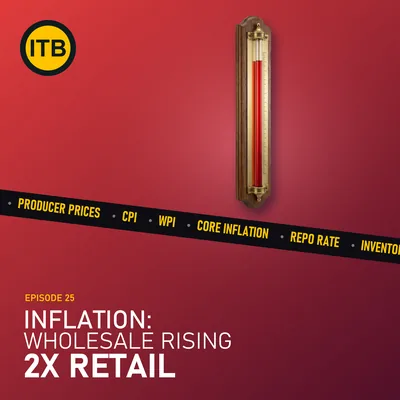 ITB
• PRODUCER PRICES • CPI • WPI • CORE INFLATION • REPO RATE • INVENTO
EPISODE 25
INFLATION:
WHOLESALE RISING
2X RETAIL